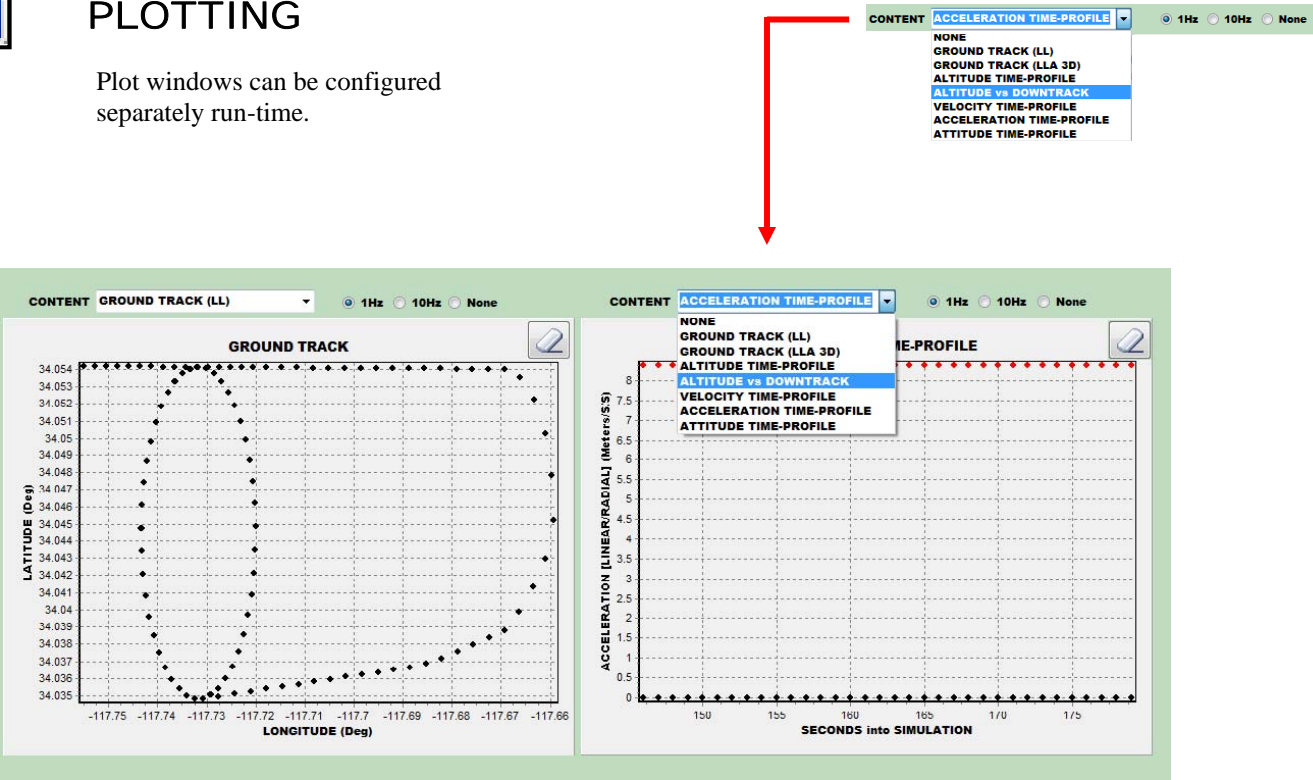 PLOTTING
Plot windows can be configured
separately run-time.
CONTENT ACCELERATION TIME-PROFILE 1Hz 10Hz None
NONE
GROUND TRACK (LL)
GROUND TRACK (LLA 3D)
ALTITUDE TIME-PROFILE
ALTITUDE vs DOWNTRACK
VELOCITY TIME-PROFILE
ACCELERATION TIME-PROFILE
ATTITUDE TIME-PROFILE
CONTENT GROUND TRACK (LL) 1Hz 10Hz None
GROUND TRACK
LATITUDE (Deg)
34.054
34.053
34.052
34.051
34.05
34.049
34.048
34.047
34.046
34.045
34.044
34.043
34.042
34.041
34.04
34.039
34.038
34.037
34.036
34.035
-117.75 -117.74 -117.73 -117.72 -117.71 -117.7 -117.69 -117.68 -117.67 -117.66
LONGITUDE (Deg)
CONTENT ACCELERATION TIME-PROFILE 1Hz 10Hz None
NONE
GROUND TRACK (LL)
GROUND TRACK (LLA 3D)
ALTITUDE TIME-PROFILE
ALTITUDE vs DOWNTRACK
VELOCITY TIME-PROFILE
ACCELERATION TIME-PROFILE
ATTITUDE TIME-PROFILE
ME-PROFILE
ACCELERATION [LINEAR/RADIAL] (Meters/S/S)
8
7.5
7
6.5
6
5.5
5
4.5
4
3.5
3
2.5
2
1.5
1
0.5
0
150 155 160 165 170 175
SECONDS into SIMULATION